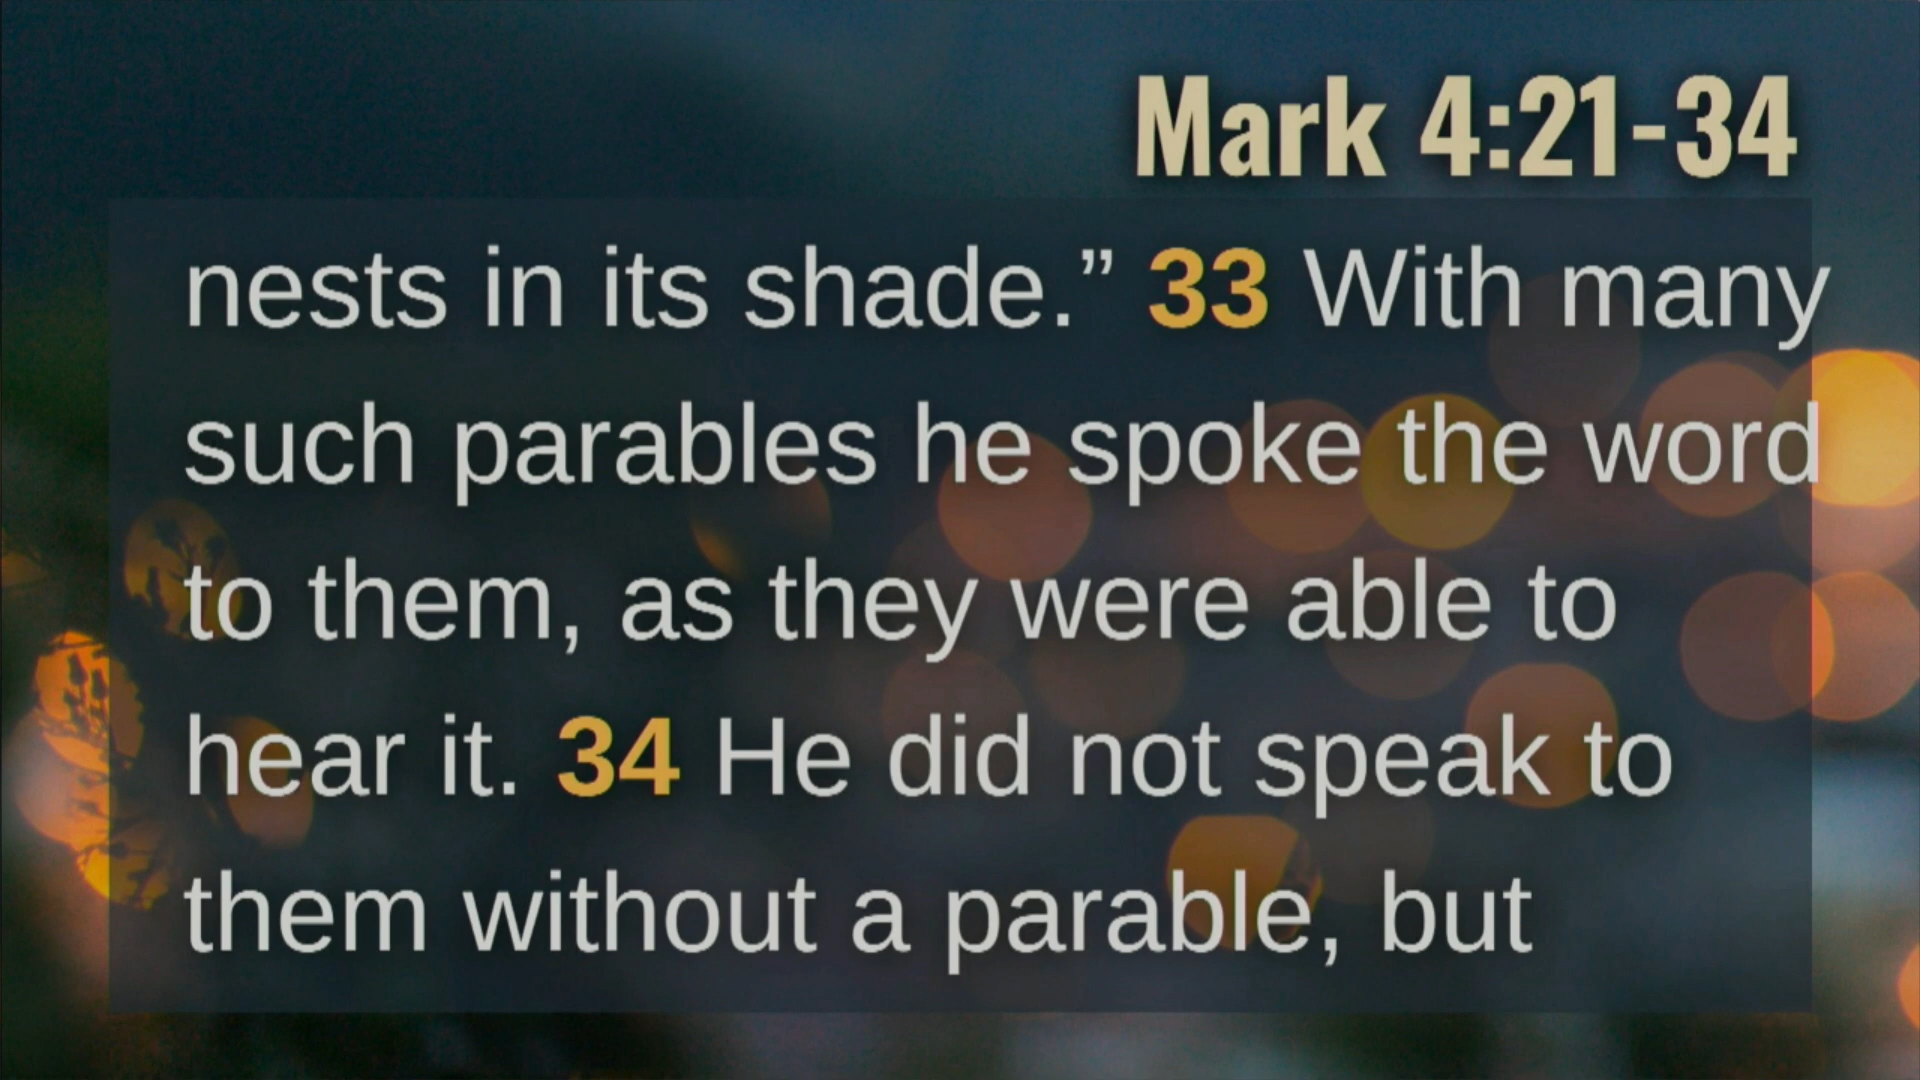 Mark 4:21-34
nests in its shade.” 33 With many
such parables he spoke the word
to them, as they were able to
hear it. 34 He did not speak to
them without a parable, but